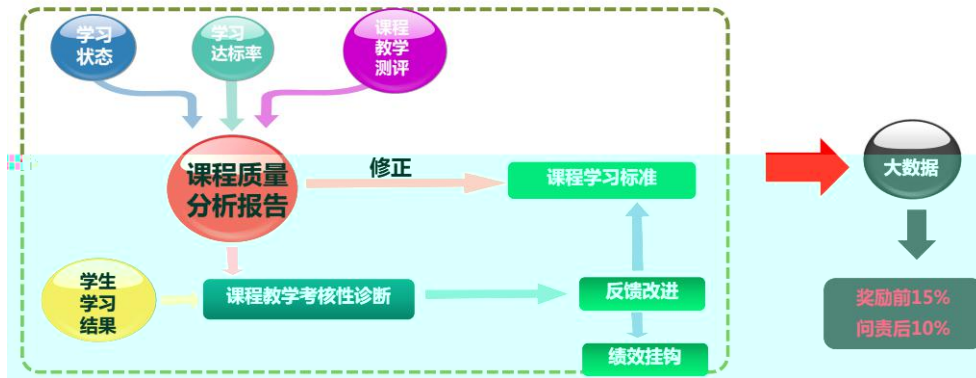 学习
状态
学习
达标率
课程
教学
测评
课程质量
分析报告
修正
课程学习标准
大数据
学生
学习
结果
课程教学考核性诊断
反馈改进
绩效挂钩
奖励前15%
问责后10%